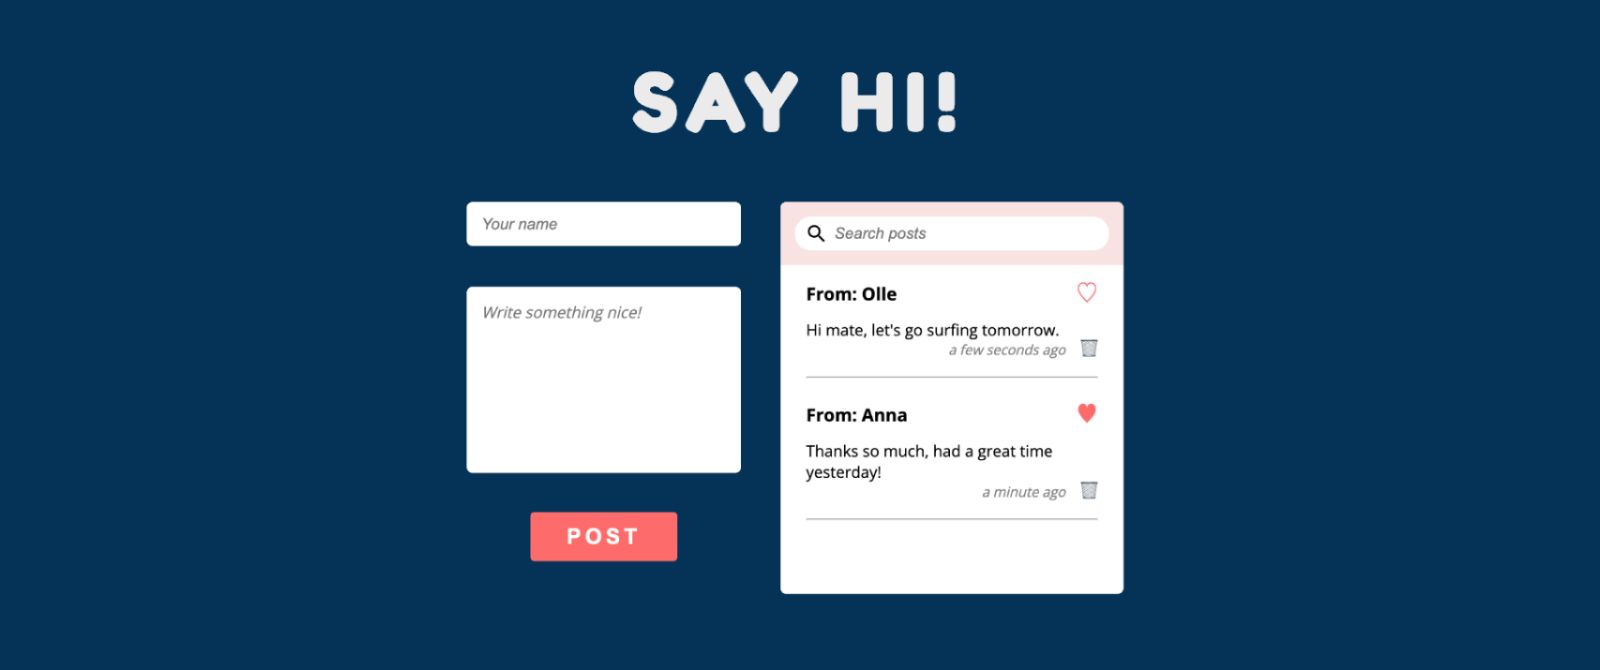 SAY HI!
Your name
Write something nice!
POST
Search posts
From: Olle
Hi mate, let's go surfing tomorrow.
a few seconds ago
From: Anna
Thanks so much, had a great time
yesterday!
a minute ago